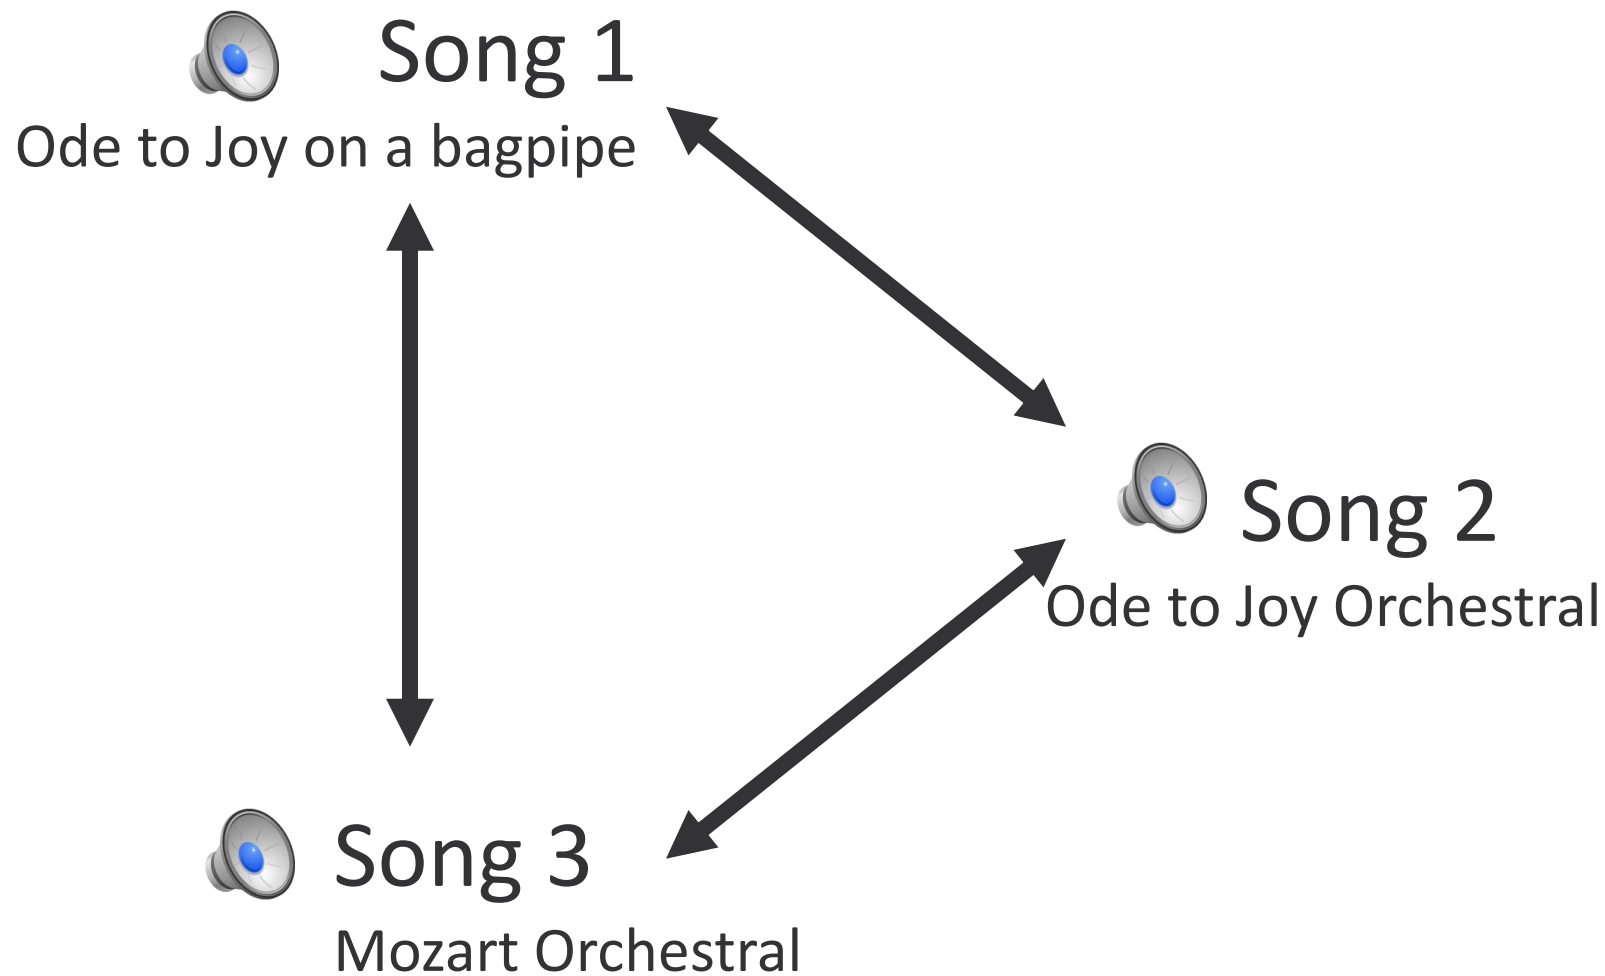 Song 1
Ode to Joy on a bagpipe
Song 2
Ode to Joy Orchestral
Song 3
Mozart Orchestral